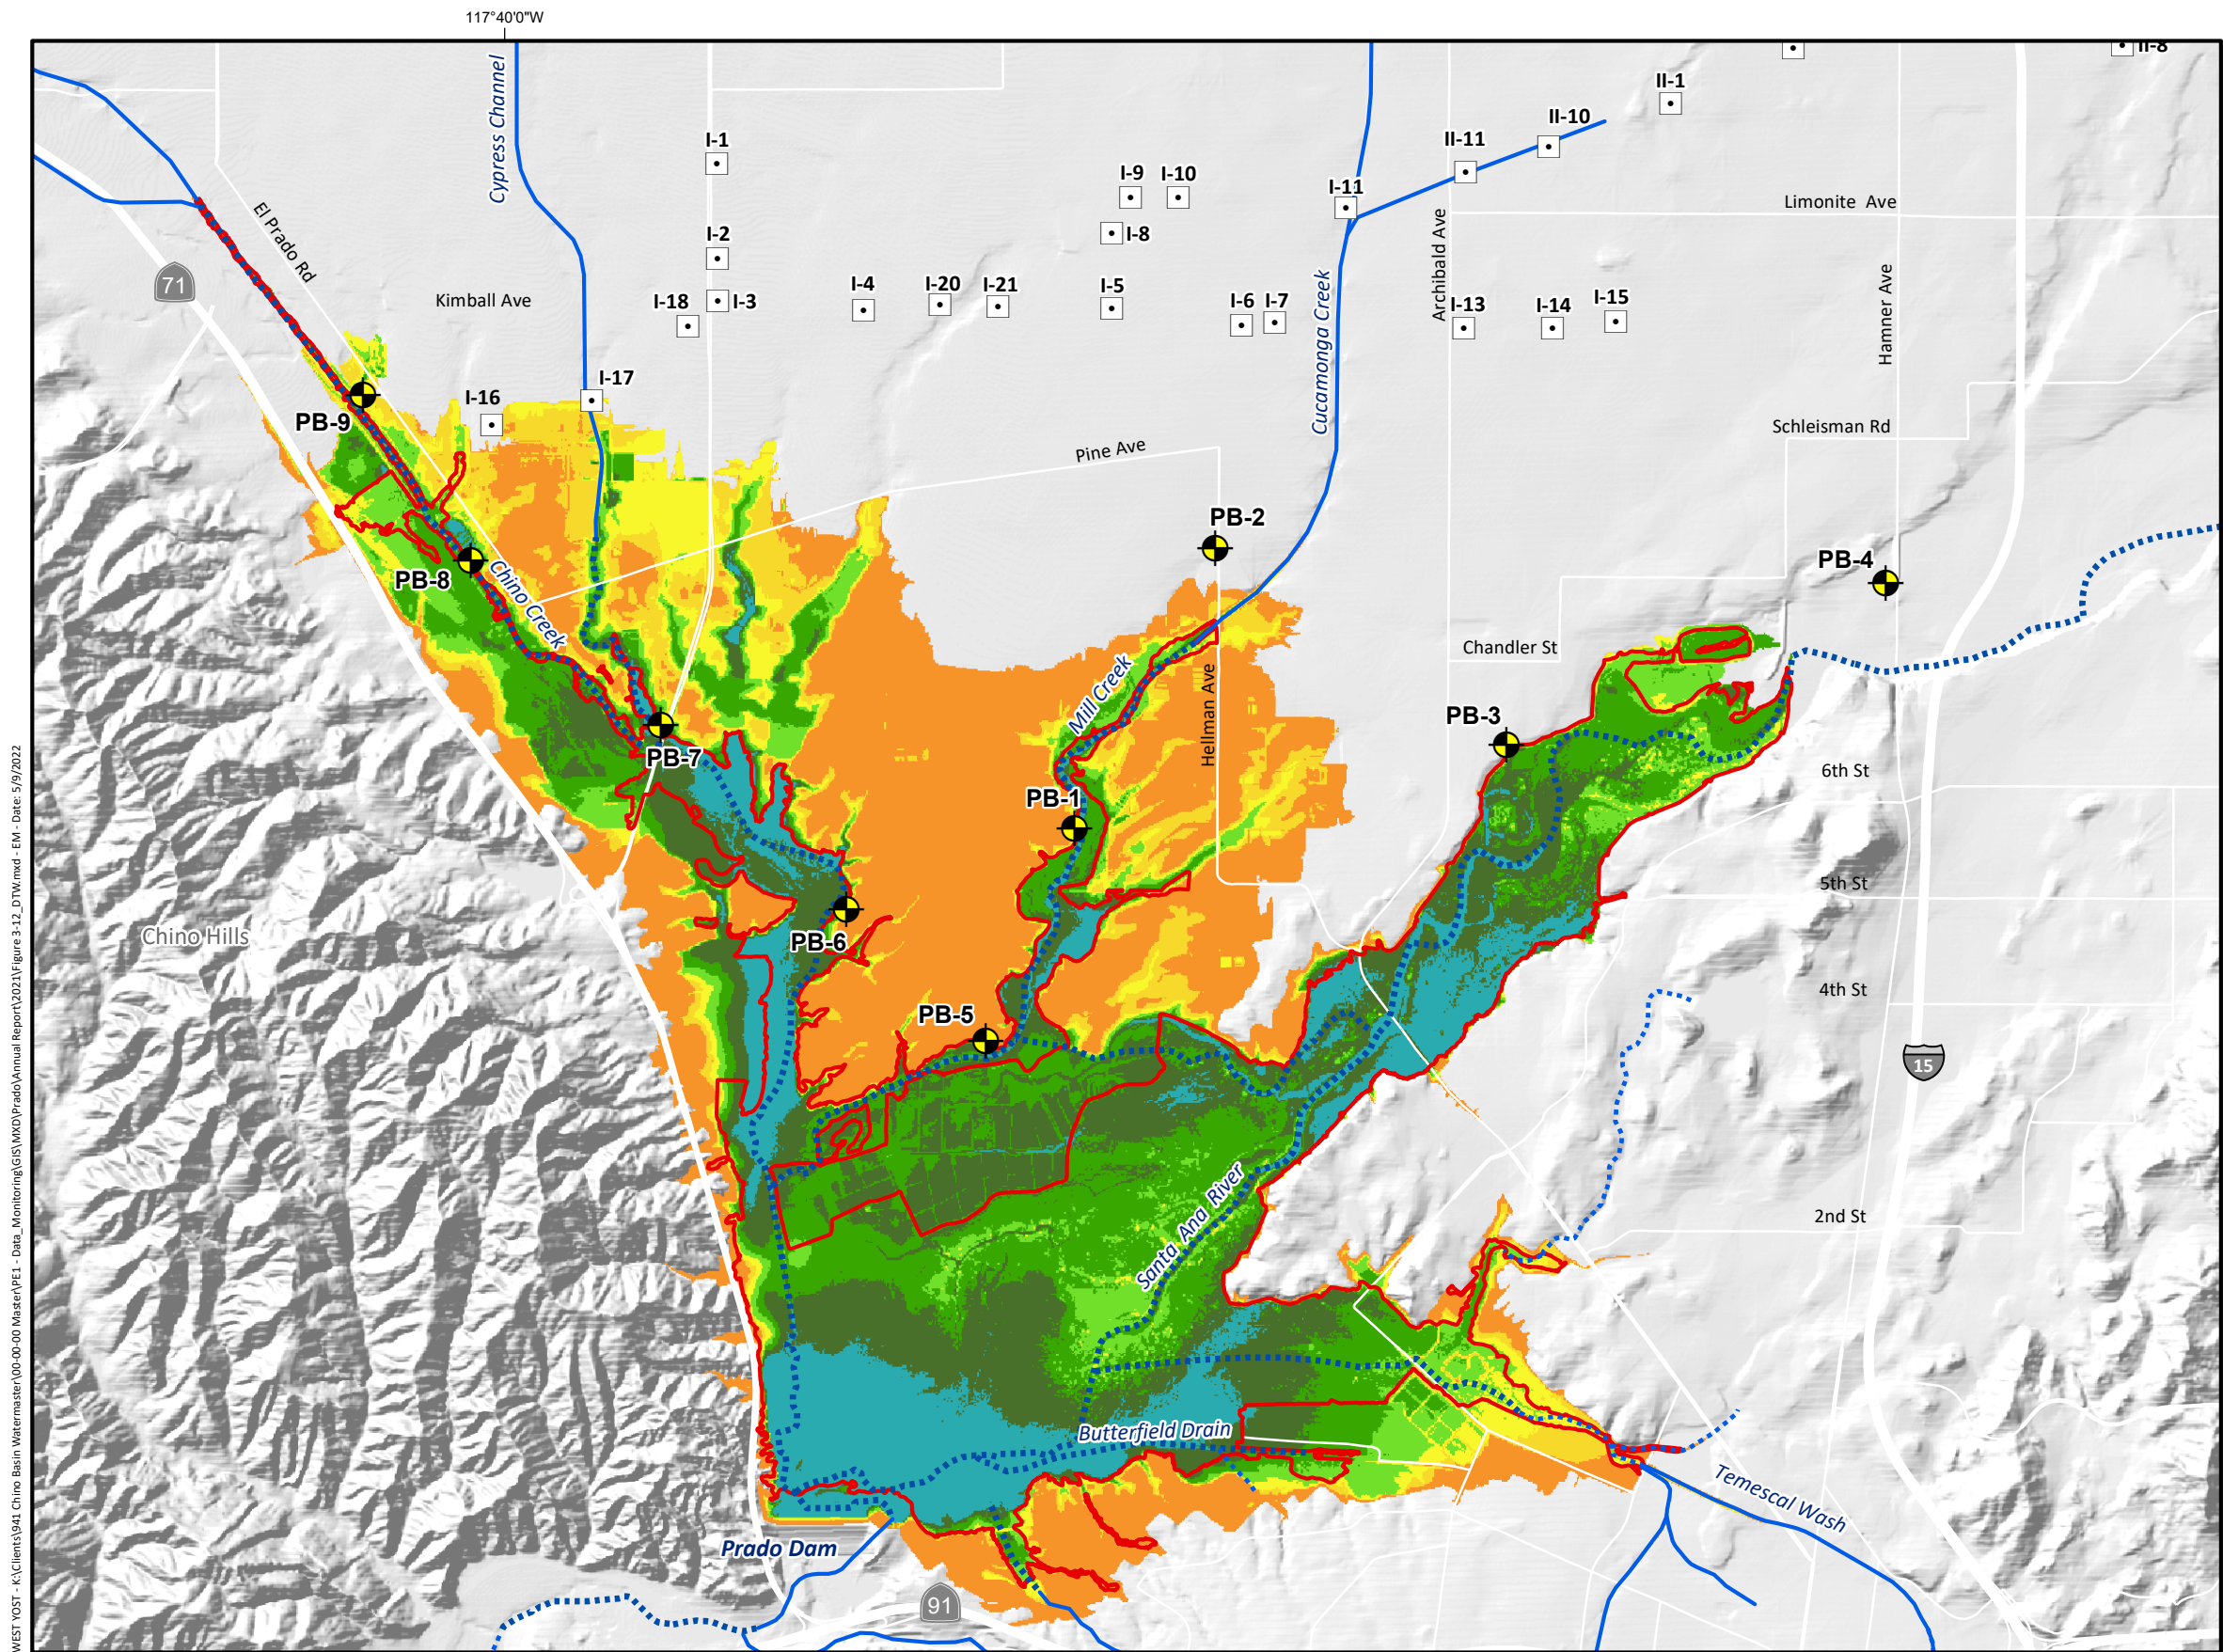 117°40'0"W
Cypress Channel
II-8
II-1
II-10
II-11
I-1
I-9
I-10
I-11
Limonite Ave
El Prado Rd
I-2
I-8
Archibald Ave
71
Kimball Ave
I-18
I-3
I-4
I-20
I-21
I-5
I-6
I-7
Cucamonga Creek
I-13
I-14
I-15
Hamner Ave
I-17
I-16
PB-9
Schleisman Rd
Pine Ave
PB-2
PB-8
Chino Creek
PB-4
Chandler St
Mill Creek
Hellman Ave
PB-3
PB-7
6th St
PB-1
5th St
Chino Hills
PB-6
4th St
PB-5
15
Santa Ana River
2nd St
Butterfield Drain
Temescal Wash
Prado Dam
91
WEST YOST - K:\Clients\941 Chino Basin Watermaster\00-00-00 Master\PE1 - Data_Monitoring\GIS\MXD\Prado\Annual Report\2021\Figure 3-12_DTW.mxd - EM - Date: 5/9/2022